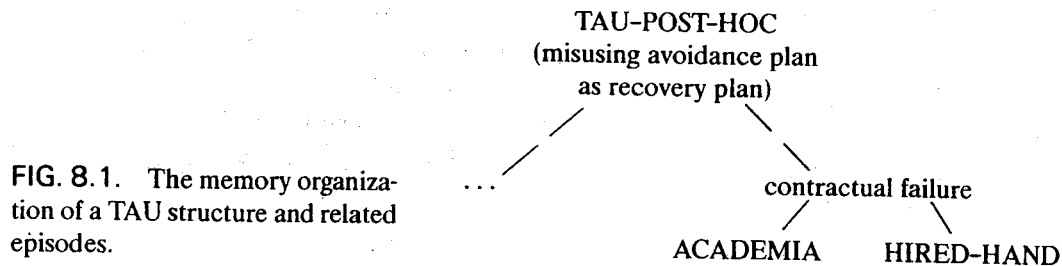 TAU-POST-HOC
(misusing avoidance plan
as recovery plan)
FIG. 8.1. The memory organiza-
tion of a TAU structure and related
episodes.
...
contractual failure
ACADEMIA HIRED-HAND